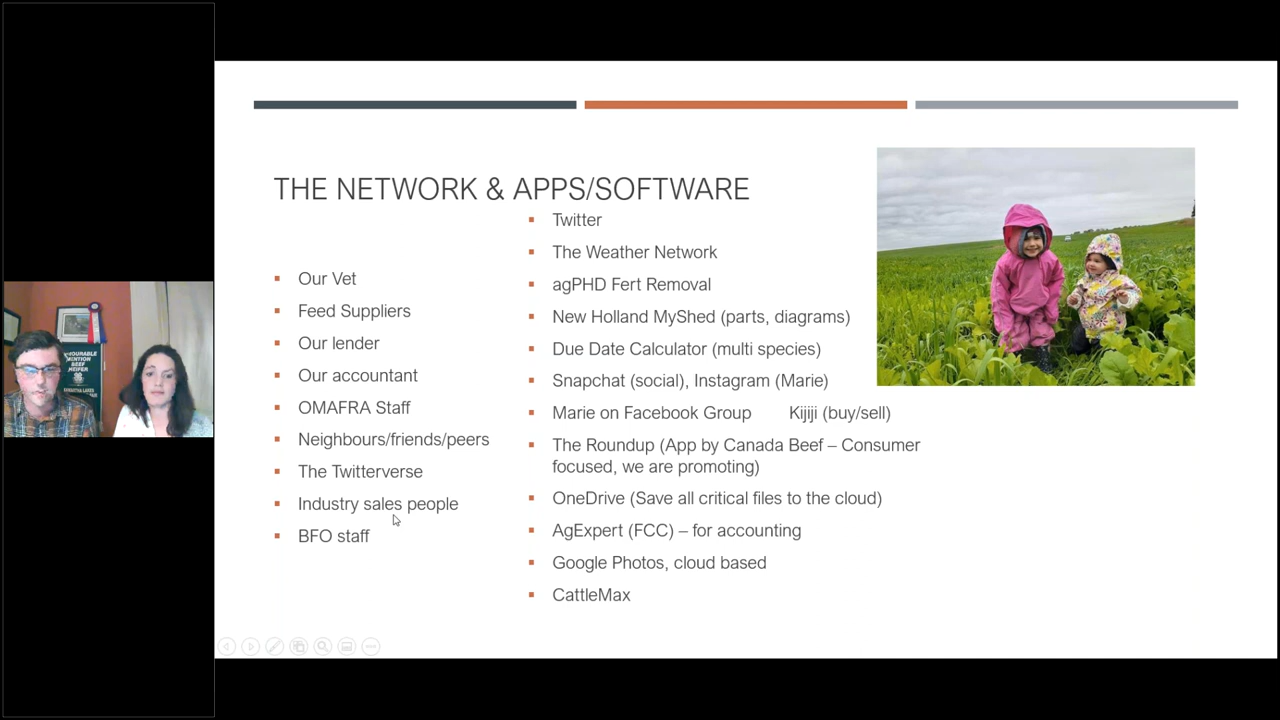 THE NETWORK & APPS/SOFTWARE
Our Vet
Feed Suppliers
Our lender
Our accountant
OMAFRA Staff
Neighbours/friends/peers
The Twitterverse
Industry sales people
BFO staff
Twitter
The Weather Network
agPHD Fert Removal
New Holland MyShed (parts, diagrams)
Due Date Calculator (multi species)
Snapchat (social), Instagram (Marie)
Marie on Facebook Group Kijiji (buy/sell)
The Roundup (App by Canada Beef – Consumer
focused, we are promoting)
OneDrive (Save all critical files to the cloud)
AgExpert (FCC) – for accounting
Google Photos, cloud based
CattleMax
MENTION
BEEF
HEIFER